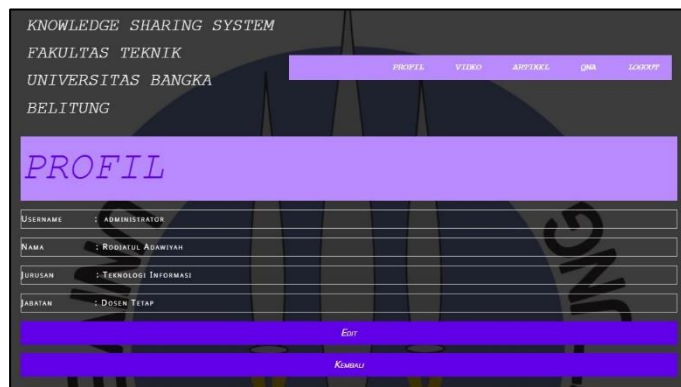 KNOWLEDGE SHARING SYSTEM
FAKULTAS TEKNIK
UNIVERSITAS BANGKA
BELITUNG
PROFIL VIDEO ARTIKEL QNA LOGOUT
PROFIL
USERNAME : ADMINISTRATOR
NAMA : RODIATUL ADAWIYAH
JURUSAN : TEKNOLOGI INFORMASI
JABATAN : DOSEN TETAP
EDIT
KEMBALI